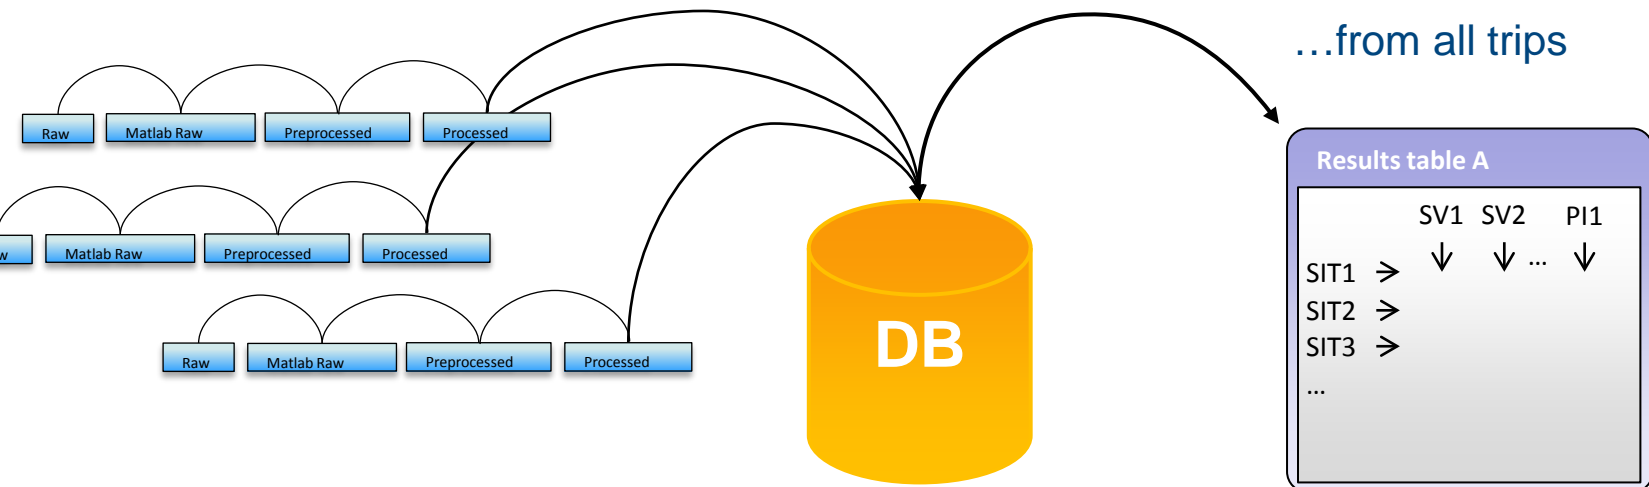 …from all trips
Raw Matlab Raw Preprocessed Processed
Results table A
SV1 SV2 PI1
w Matlab Raw Preprocessed Processed
…
SIT1
SIT2
SIT3
DB
Raw Matlab Raw Preprocessed Processed
…